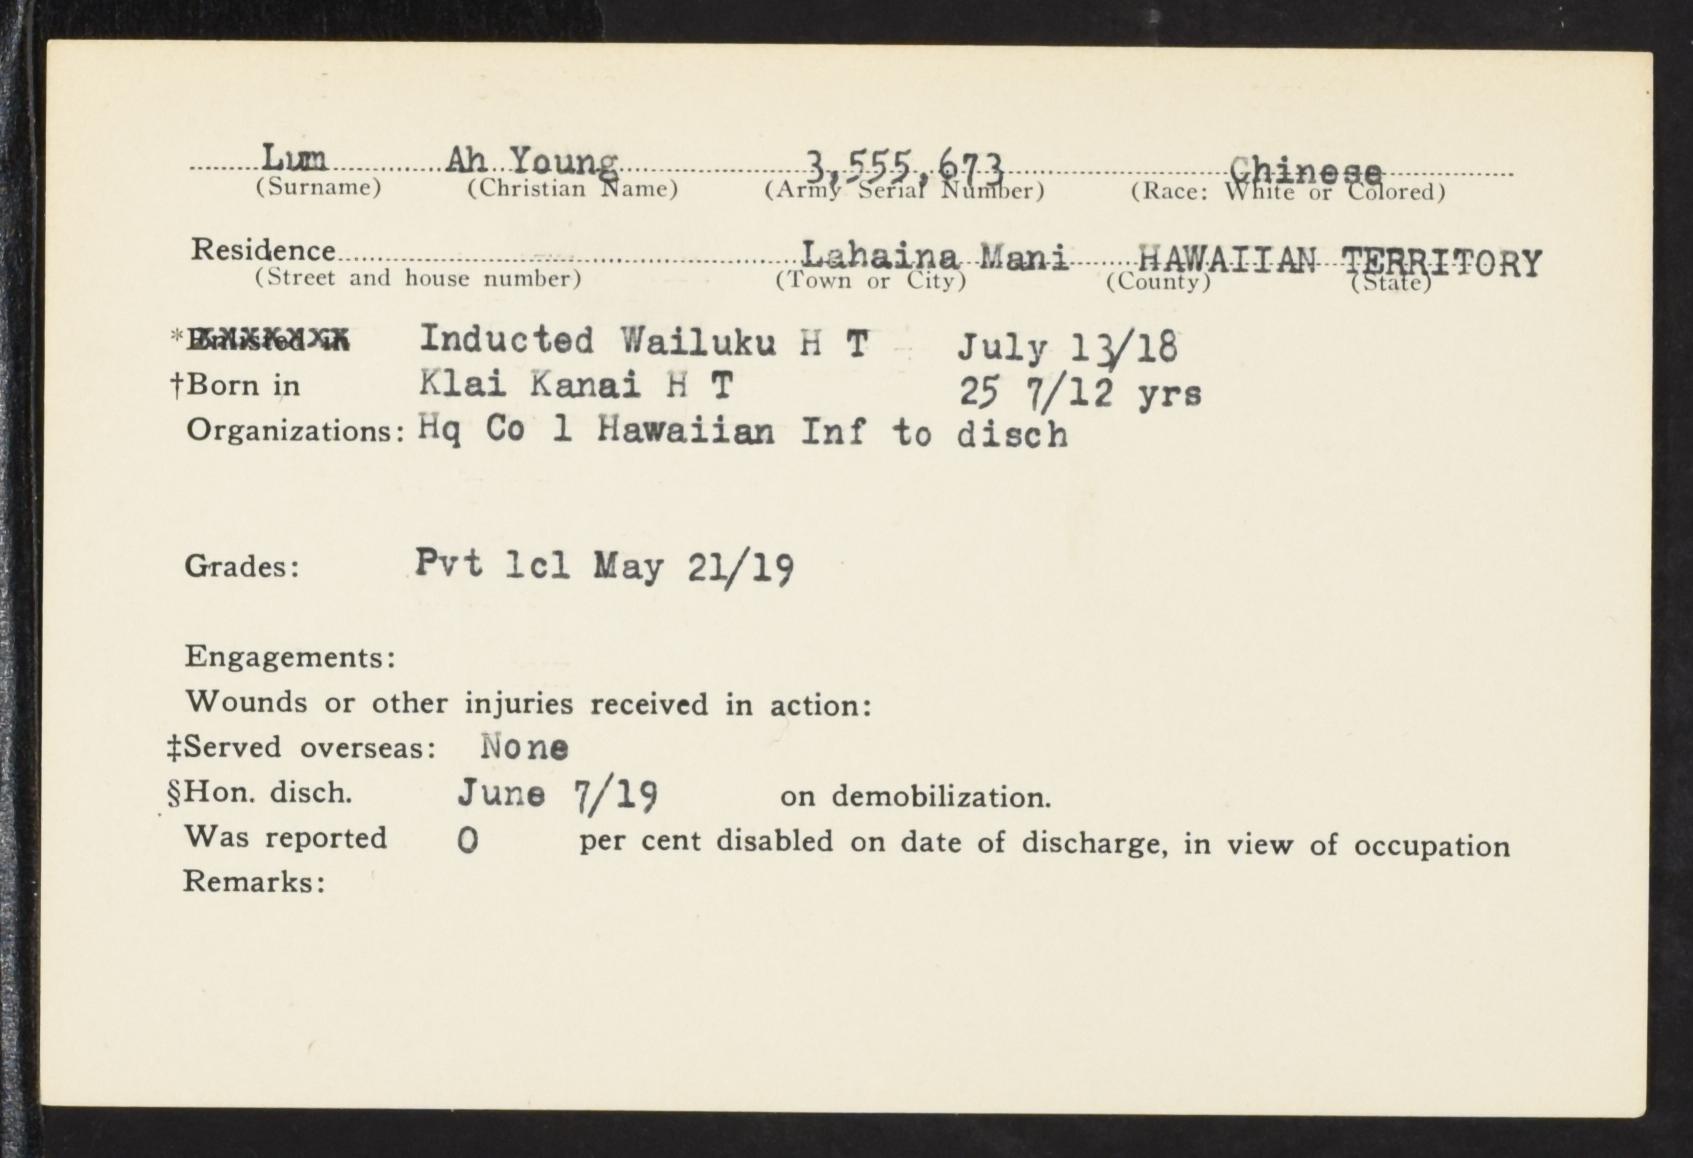 Lum Ah Young 3,555,673 Chinese
(Surname) (Christian Name) (Army Serial Number) (Race: White or Colored)
Residence Lahaina Mani HAWAIIAN TERRITORY
(Street and house number) (Town or City) (County) (State)
*Enlisted in Inducted Wailuku H T July 13/18
†Born in Klai Kanai H T 25 7/12 yrs
Organizations: Hq Co 1 Hawaiian Inf to disch
Grades: Pvt 1cl May 21/19
Engagements:
Wounds or other injuries received in action:
‡Served overseas: None
§Hon. disch. June 7/19 on demobilization.
Was reported 0 per cent disabled on date of discharge, in view of occupation
Remarks: